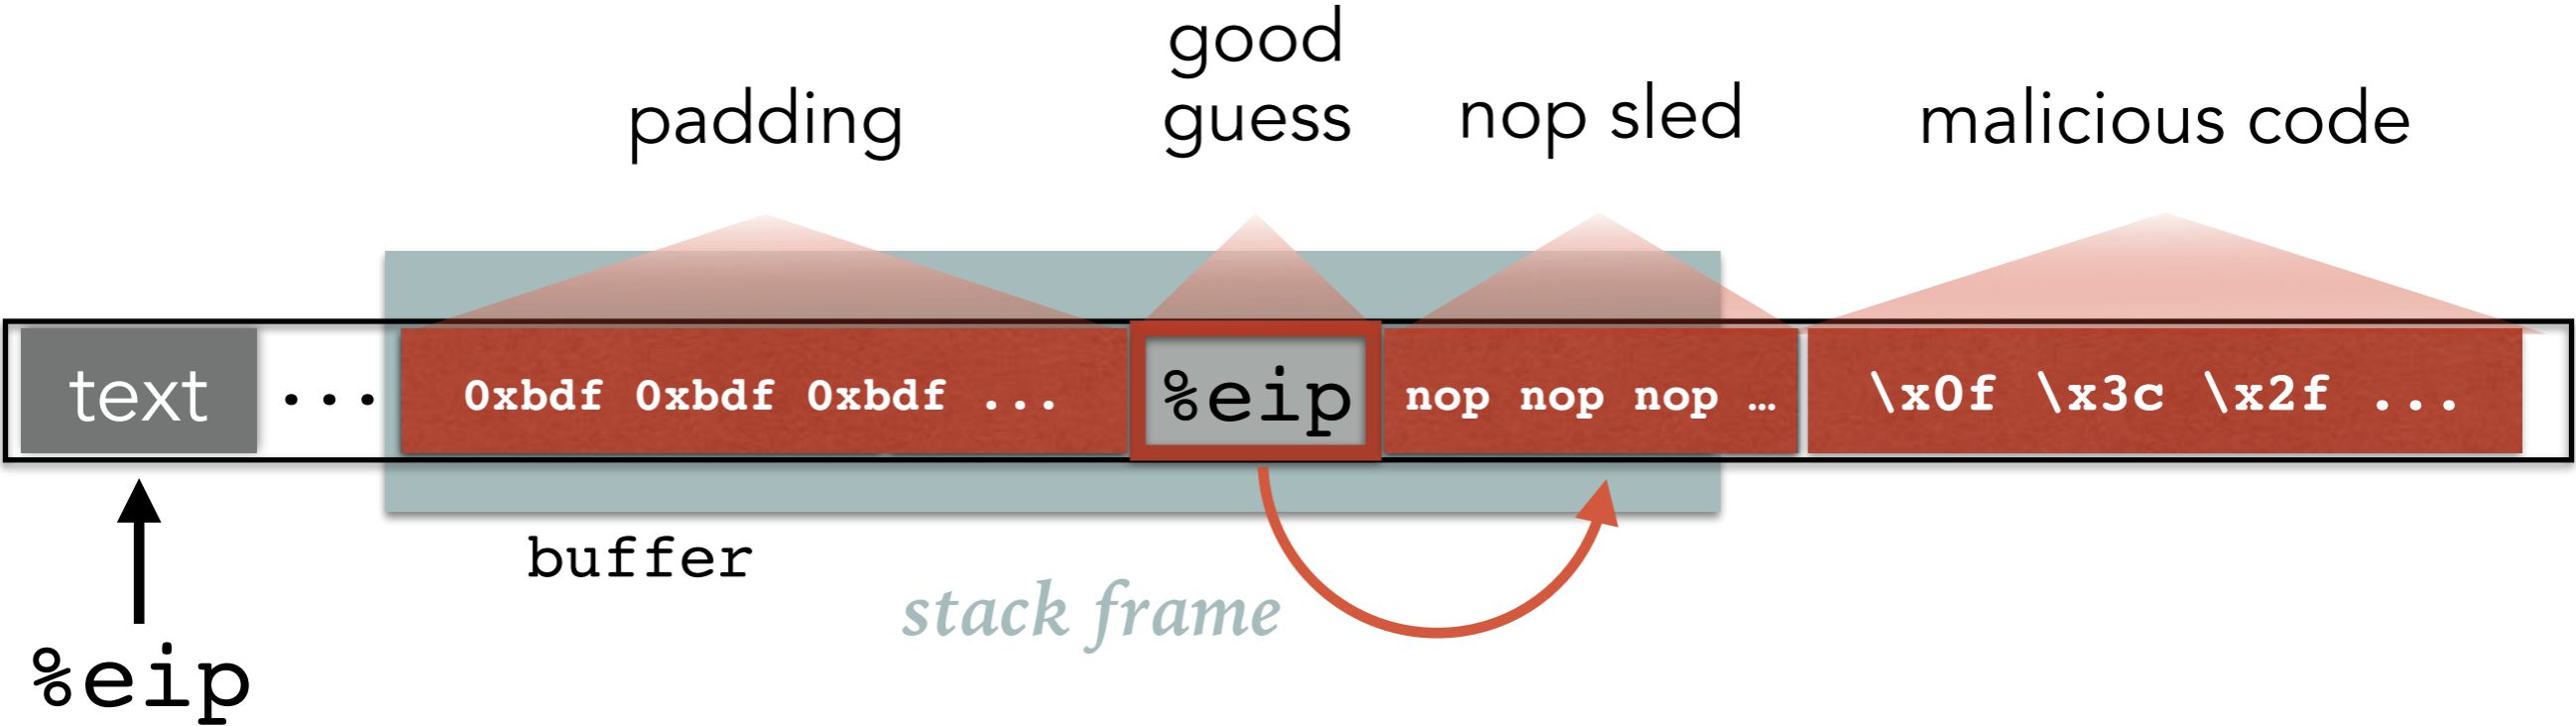 good
guess
padding
nop sled
malicious code
text ... 0xbdf 0xbdf 0xbdf ... %eip nop nop nop … \x0f \x3c \x2f ...
buffer
stack frame
%eip